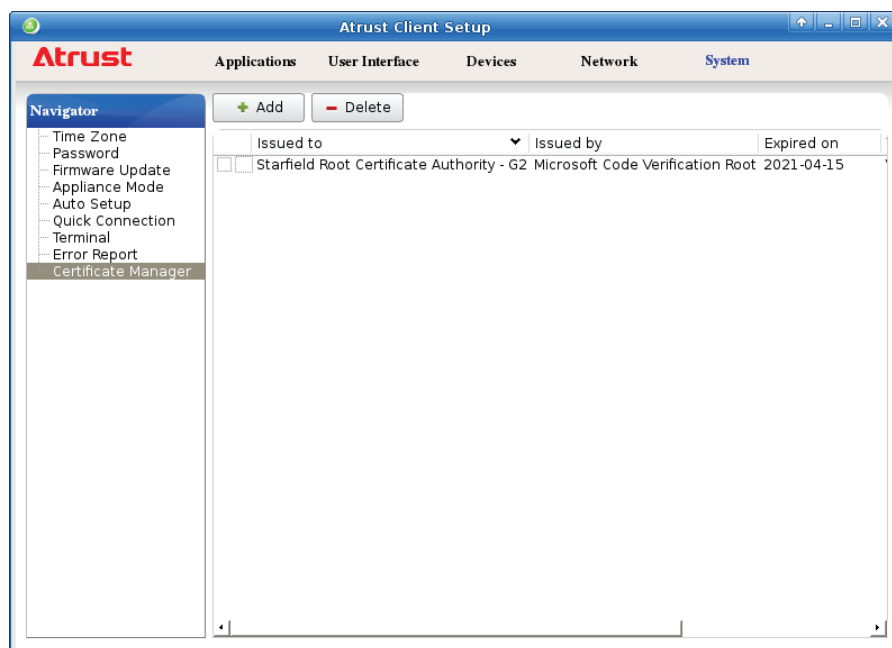 Atrust Client Setup
Atrust
Applications User Interface Devices Network System
Navigator
Time Zone
Password
Firmware Update
Appliance Mode
Auto Setup
Quick Connection
Terminal
Error Report
Certificate Manager
Add Delete
Issued to Issued by Expired on
Starfield Root Certificate Authority - G2 Microsoft Code Verification Root 2021-04-15